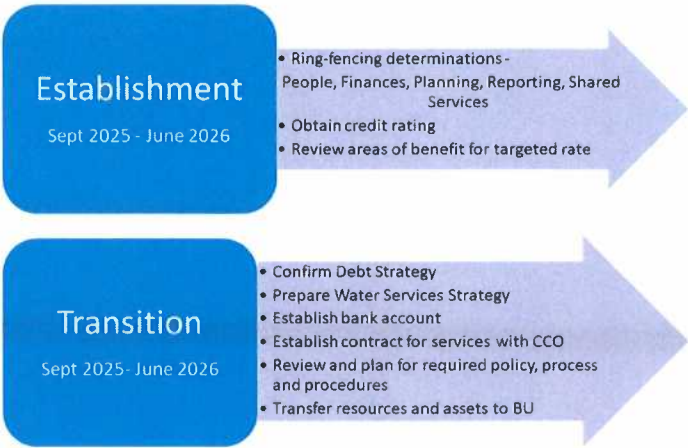 Establishment
Sept 2025 - June 2026
• Ring-fencing determinations -
People, Finances, Planning, Reporting, Shared
Services
• Obtain credit rating
• Review areas of benefit for targeted rate
Transition
Sept 2025- June 2026
• Confirm Debt Strategy
• Prepare Water Services Strategy
• Establish bank account
• Establish contract for services with CCO
• Review and plan for required policy, process
and procedures
• Transfer resources and assets to BU